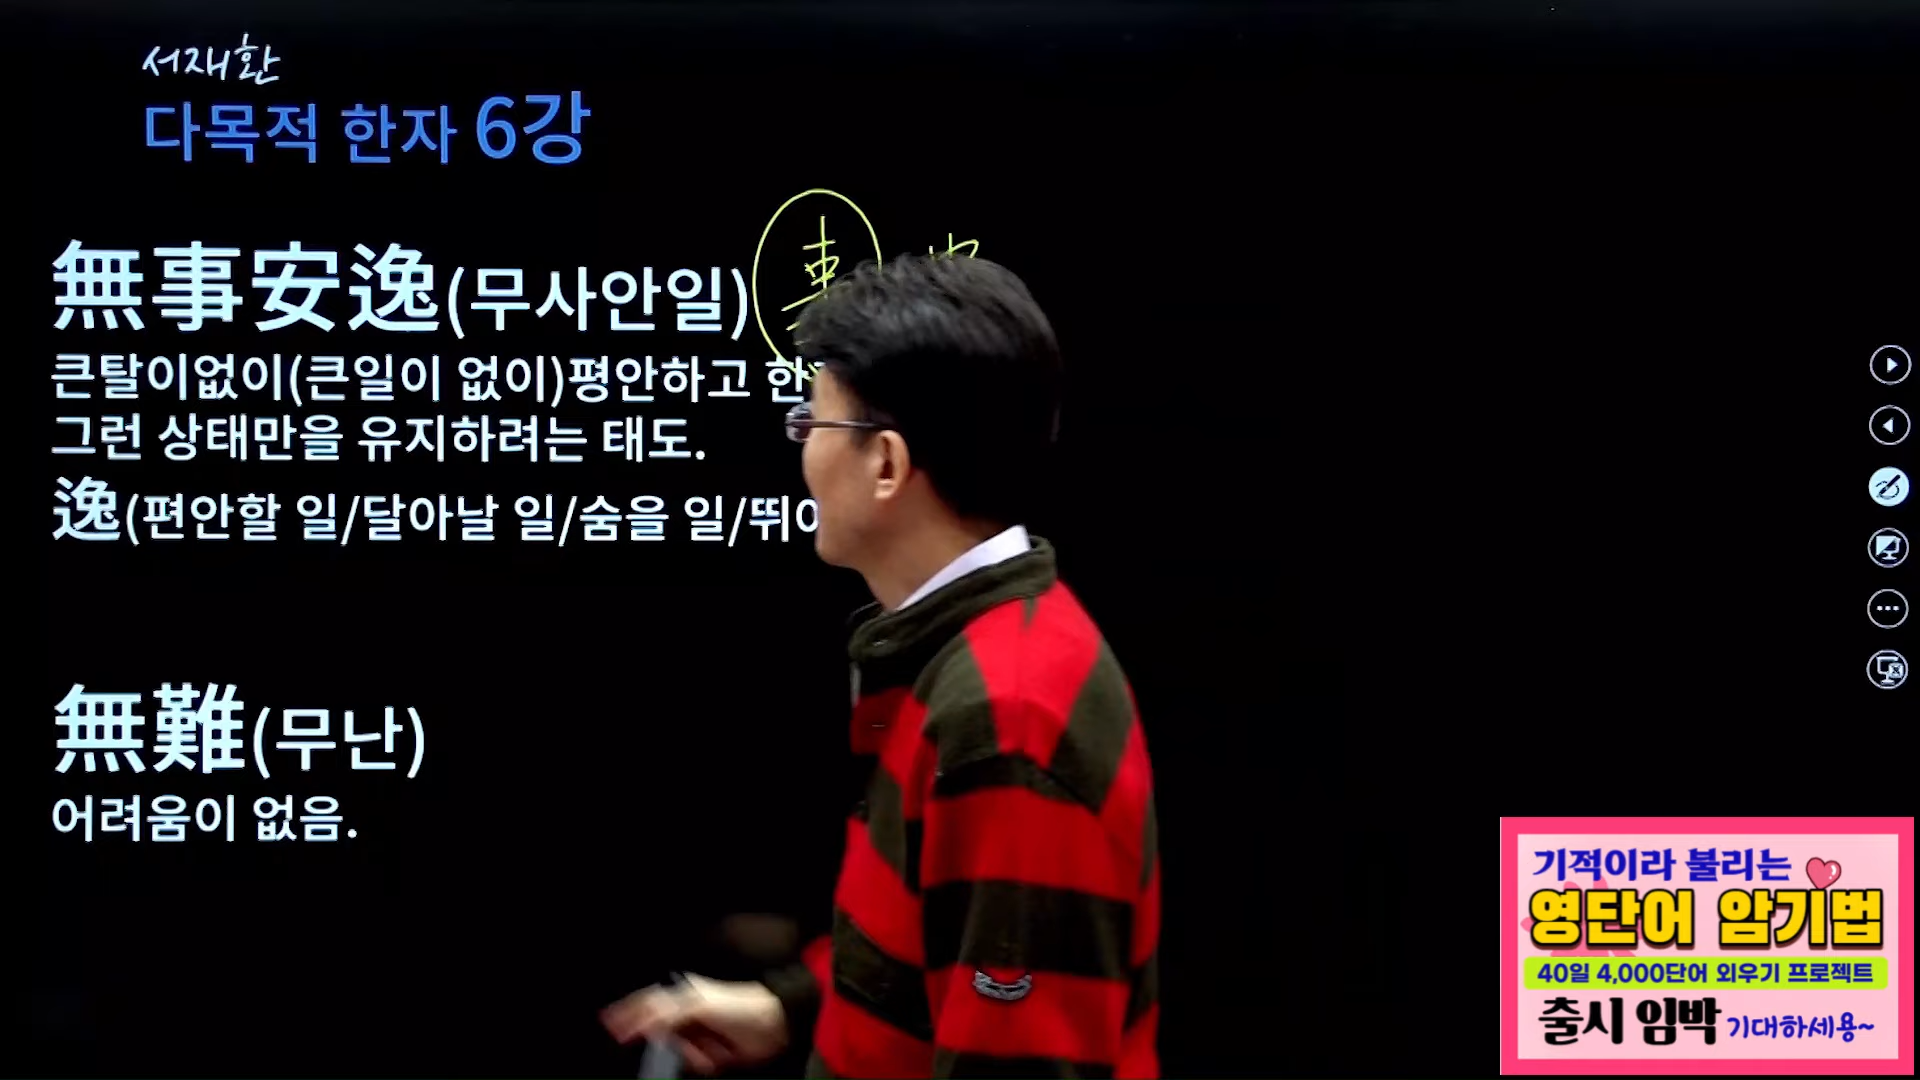 서재환
다목적 한자 6강
無事安逸(무사안일)
큰탈이없이(큰일이 없이)평안하고
그런 상태만을 유지하려는 태도.
逸(편안할 일/달아날 일/숨을 일/
無難(무난)
어려움이 없음.
기적이라 불리는
영단어 암기법
40일 4,000단어 외우기 프로젝트
출시 임박 기대하세용~